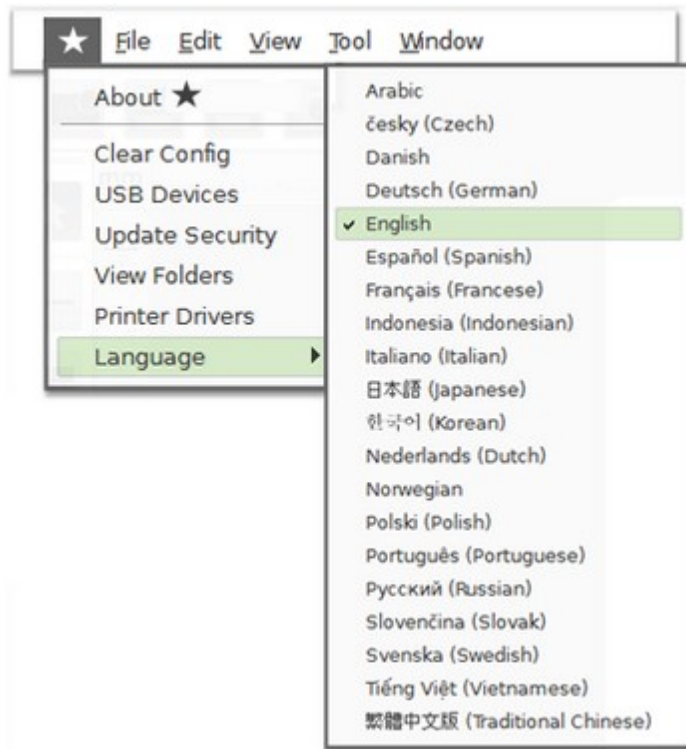 File Edit View Tool Window
About ★
Clear Config
USB Devices
Update Security
View Folders
Printer Drivers
Language
Arabic
česky (Czech)
Danish
Deutsch (German)
✓ English
Español (Spanish)
Français (Francese)
Indonesia (Indonesian)
Italiano (Italian)
日本語 (Japanese)
한국어 (Korean)
Nederlands (Dutch)
Norwegian
Polski (Polish)
Português (Portuguese)
Русский (Russian)
Slovenčina (Slovak)
Svenska (Swedish)
Tiếng Việt (Vietnamese)
繁體中文版 (Traditional Chinese)